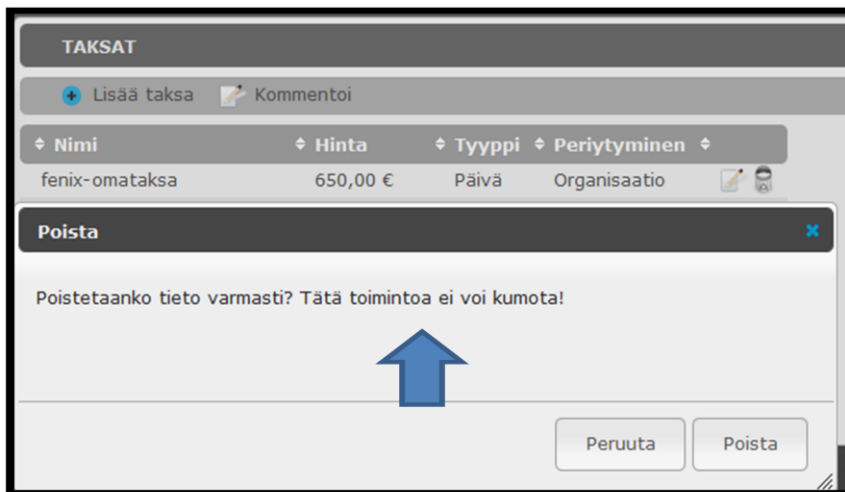 TAKSAT
Lisää taksa Kommentoi
Nimi Hinta Tyyppi Periytyminen
fenix-omataksa 650,00 € Päivä Organisaatio
Poista
Poistetaanko tieto varmasti? Tätä toimintoa ei voi kumota!
Peruuta Poista